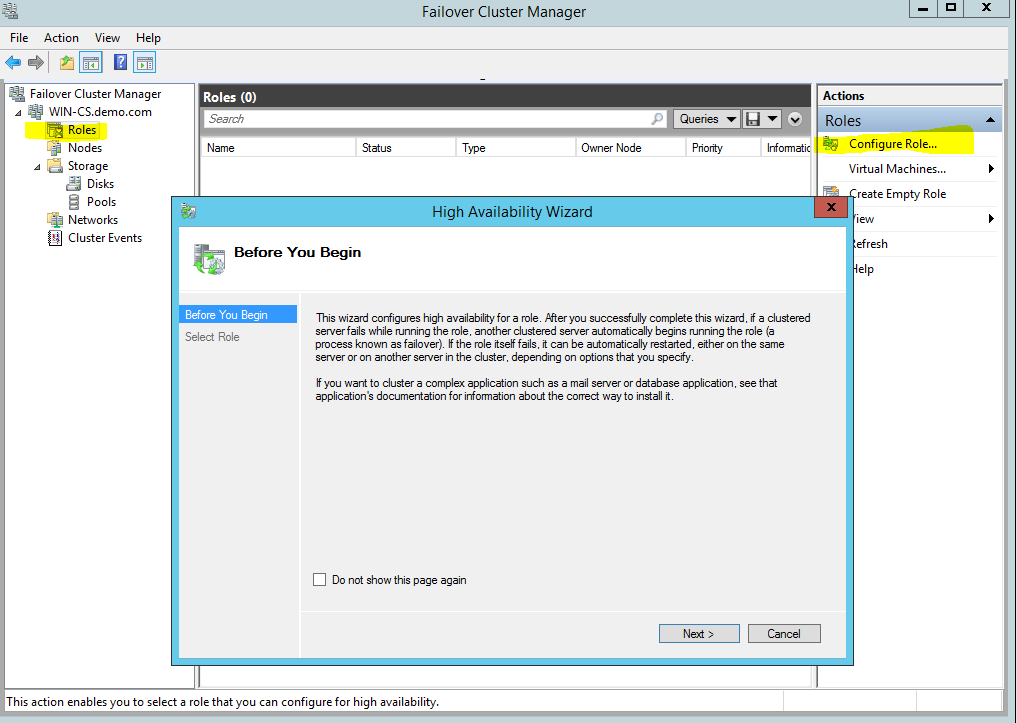 Failover Cluster Manager
File Action View Help
Failover Cluster Manager
WIN-CS.demo.com
Roles
Nodes
Storage
Disks
Pools
Networks
Cluster Events
Roles (0)
Search
Queries
Name Status Type Owner Node Priority Informatio
Actions
Roles
Configure Role...
Virtual Machines...
Create Empty Role
View
Refresh
Help
High Availability Wizard
X
Before You Begin
Before You Begin
Select Role
This wizard configures high availability for a role. After you successfully complete this wizard, if a clustered
server fails while running the role, another clustered server automatically begins running the role (a
process known as failover). If the role itself fails, it can be automatically restarted, either on the same
server or on another server in the cluster, depending on options that you specify.
If you want to cluster a complex application such as a mail server or database application, see that
application's documentation for information about the correct way to install it.
Do not show this page again
Next >
Cancel
This action enables you to select a role that you can configure for high availability.